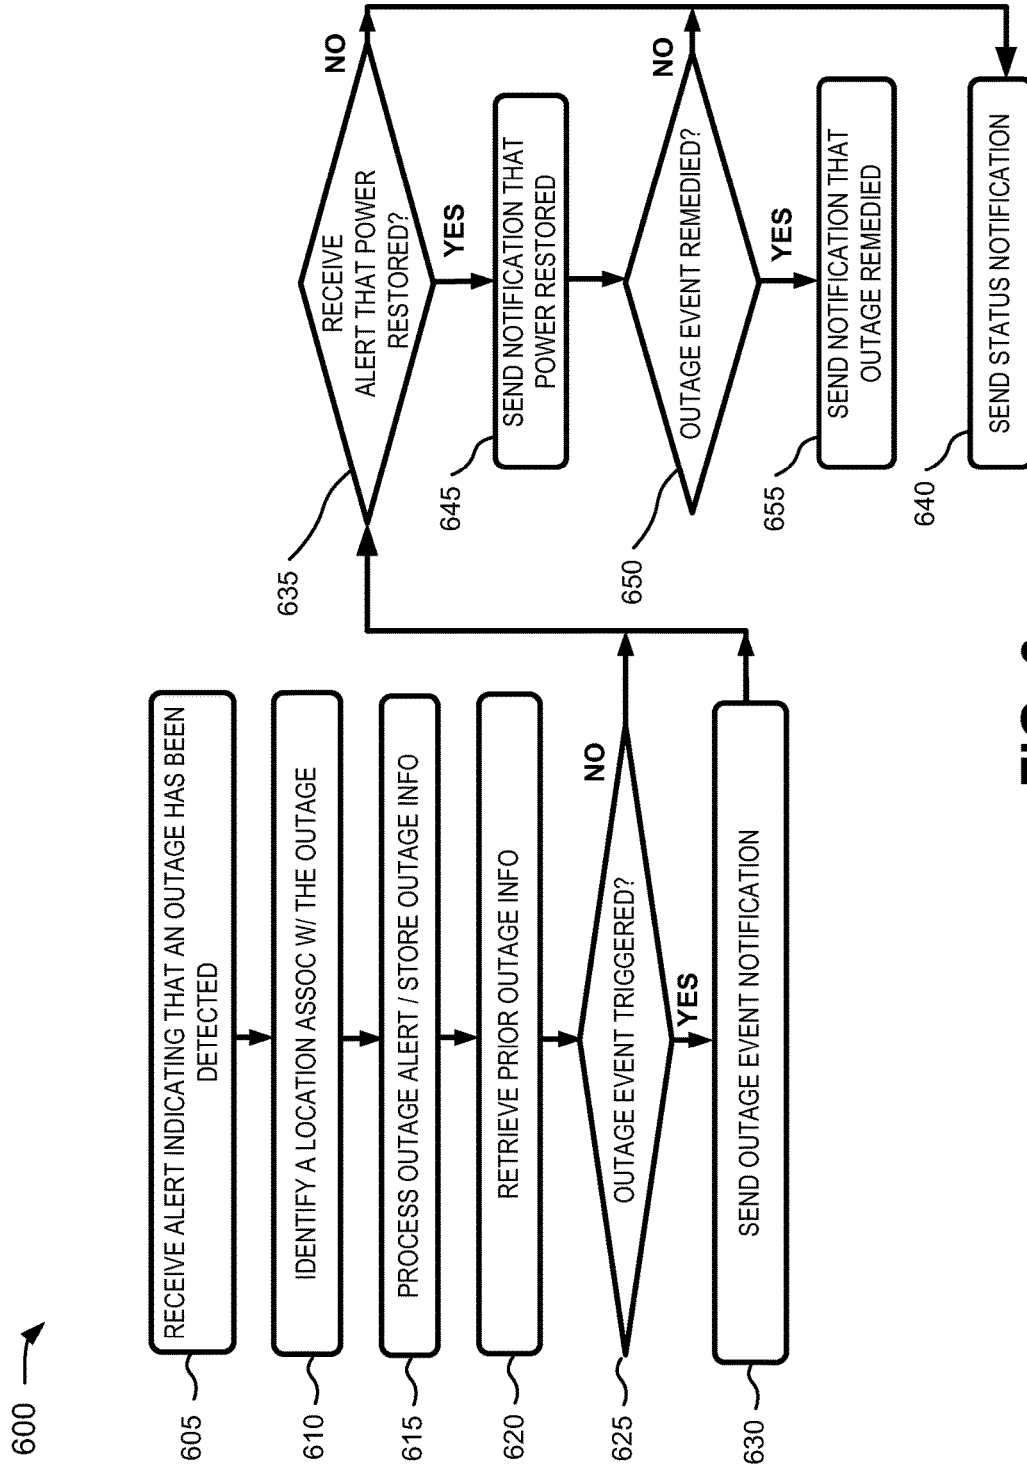 600
605
RECEIVE ALERT INDICATING THAT AN OUTAGE HAS BEEN
DETECTED
610
IDENTIFY A LOCATION ASSOC W/ THE OUTAGE
615
PROCESS OUTAGE ALERT / STORE OUTAGE INFO
620
RETRIEVE PRIOR OUTAGE INFO
625
OUTAGE EVENT TRIGGERED?
NO
YES
630
SEND OUTAGE EVENT NOTIFICATION
635
RECEIVE
ALERT THAT POWER
RESTORED?
NO
YES
645
SEND NOTIFICATION THAT
POWER RESTORED
650
OUTAGE EVENT REMEDIED?
NO
YES
655
SEND NOTIFICATION THAT
OUTAGE REMEDIED
640
SEND STATUS NOTIFICATION